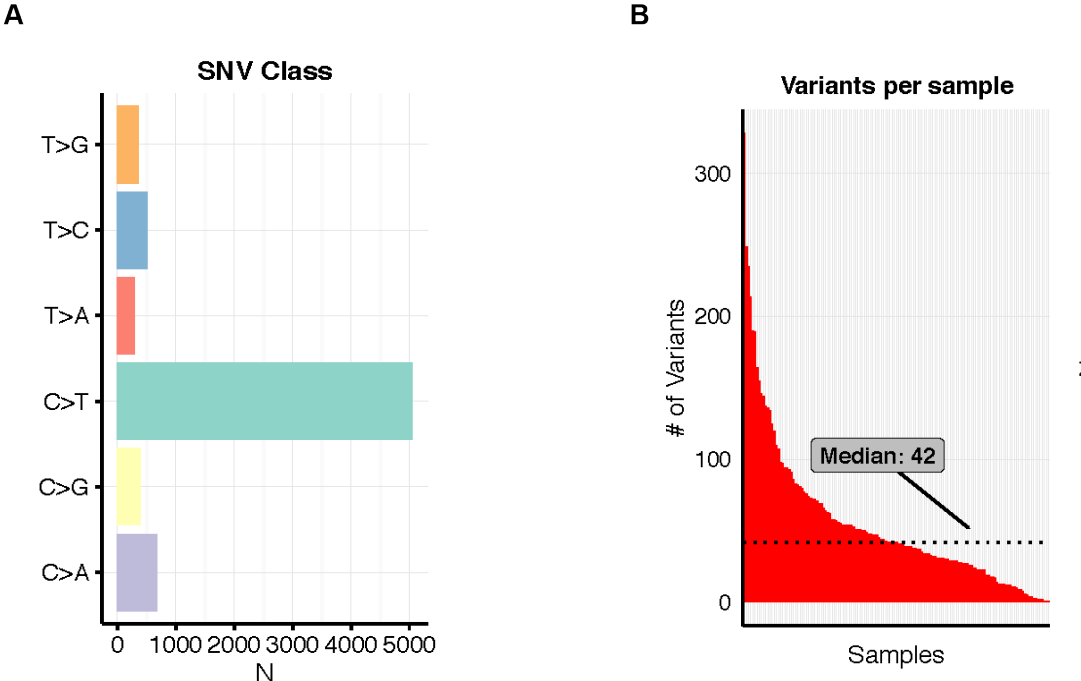 A
SNV Class
T>G
T>C
T>A
C>T
C>G
C>A
0 1000 2000 3000 4000 5000
N
B
Variants per sample
# of Variants
300
200
100
0
Median: 42
Samples